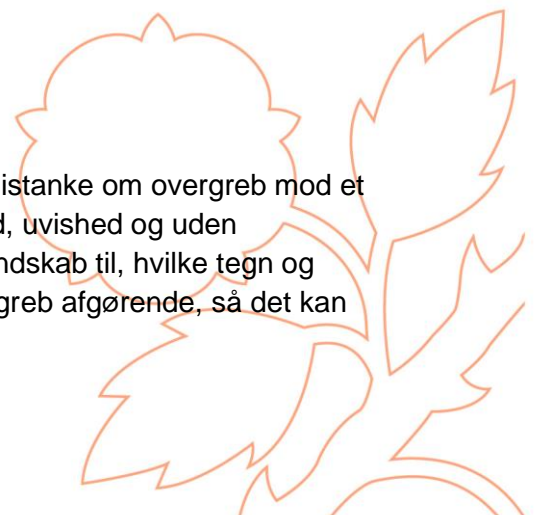 istanke om overgreb mod et
d, uvished og uden
ndskab til, hvilke tegn og
greb afgørende, så det kan